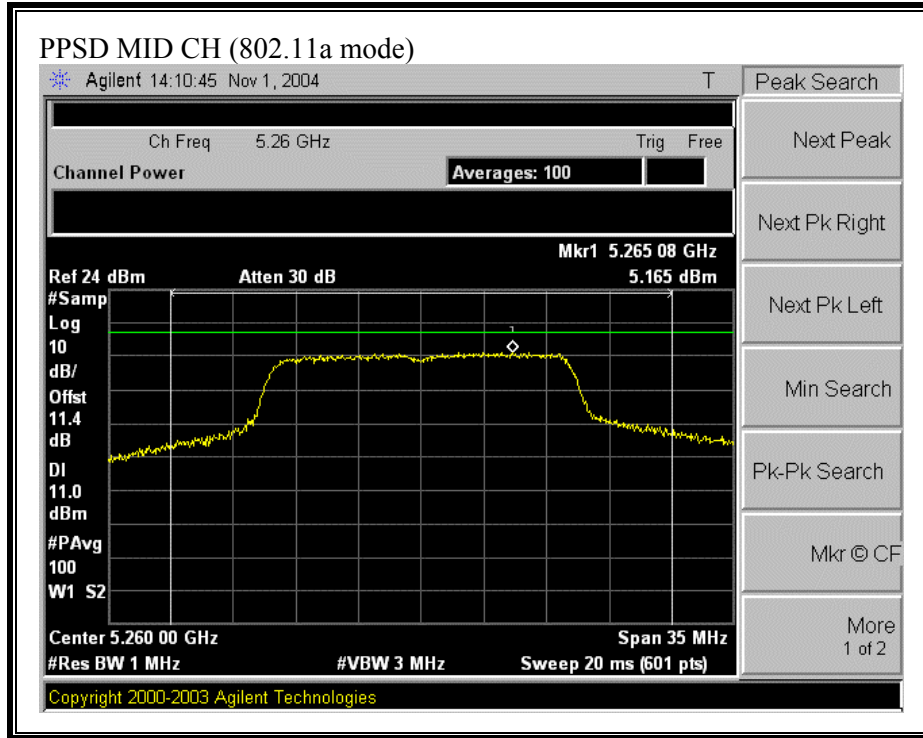 PPSD MID CH (802.11a mode)
Agilent 14:10:45 Nov 1, 2004 T
Peak Search
Ch Freq 5.26 GHz Trig Free
Channel Power Averages: 100
Mkr1 5.265 08 GHz
Ref 24 dBm Atten 30 dB 5.165 dBm
#Samp
Log
10
dB/
Offst
11.4
dB
DI
11.0
dBm
#PAvg
100
W1 S2
1
Center 5.260 00 GHz Span 35 MHz
#Res BW 1 MHz #VBW 3 MHz Sweep 20 ms (601 pts)
Copyright 2000-2003 Agilent Technologies
Next Peak
Next Pk Right
Next Pk Left
Min Search
Pk-Pk Search
Mkr © CF
More
1 of 2